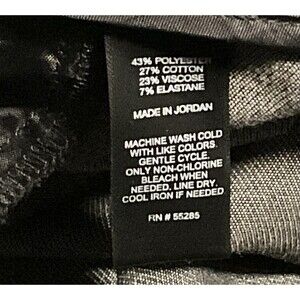 43% POLYESTER
27% COTTON
23% VISCOSE
7% ELASTANE
MADE IN JORDAN
MACHINE WASH COLD
WITH LIKE COLORS.
GENTLE CYCLE.
ONLY NON-CHLORINE
BLEACH WHEN
NEEDED. LINE DRY.
COOL IRON IF NEEDED
RN # 55285